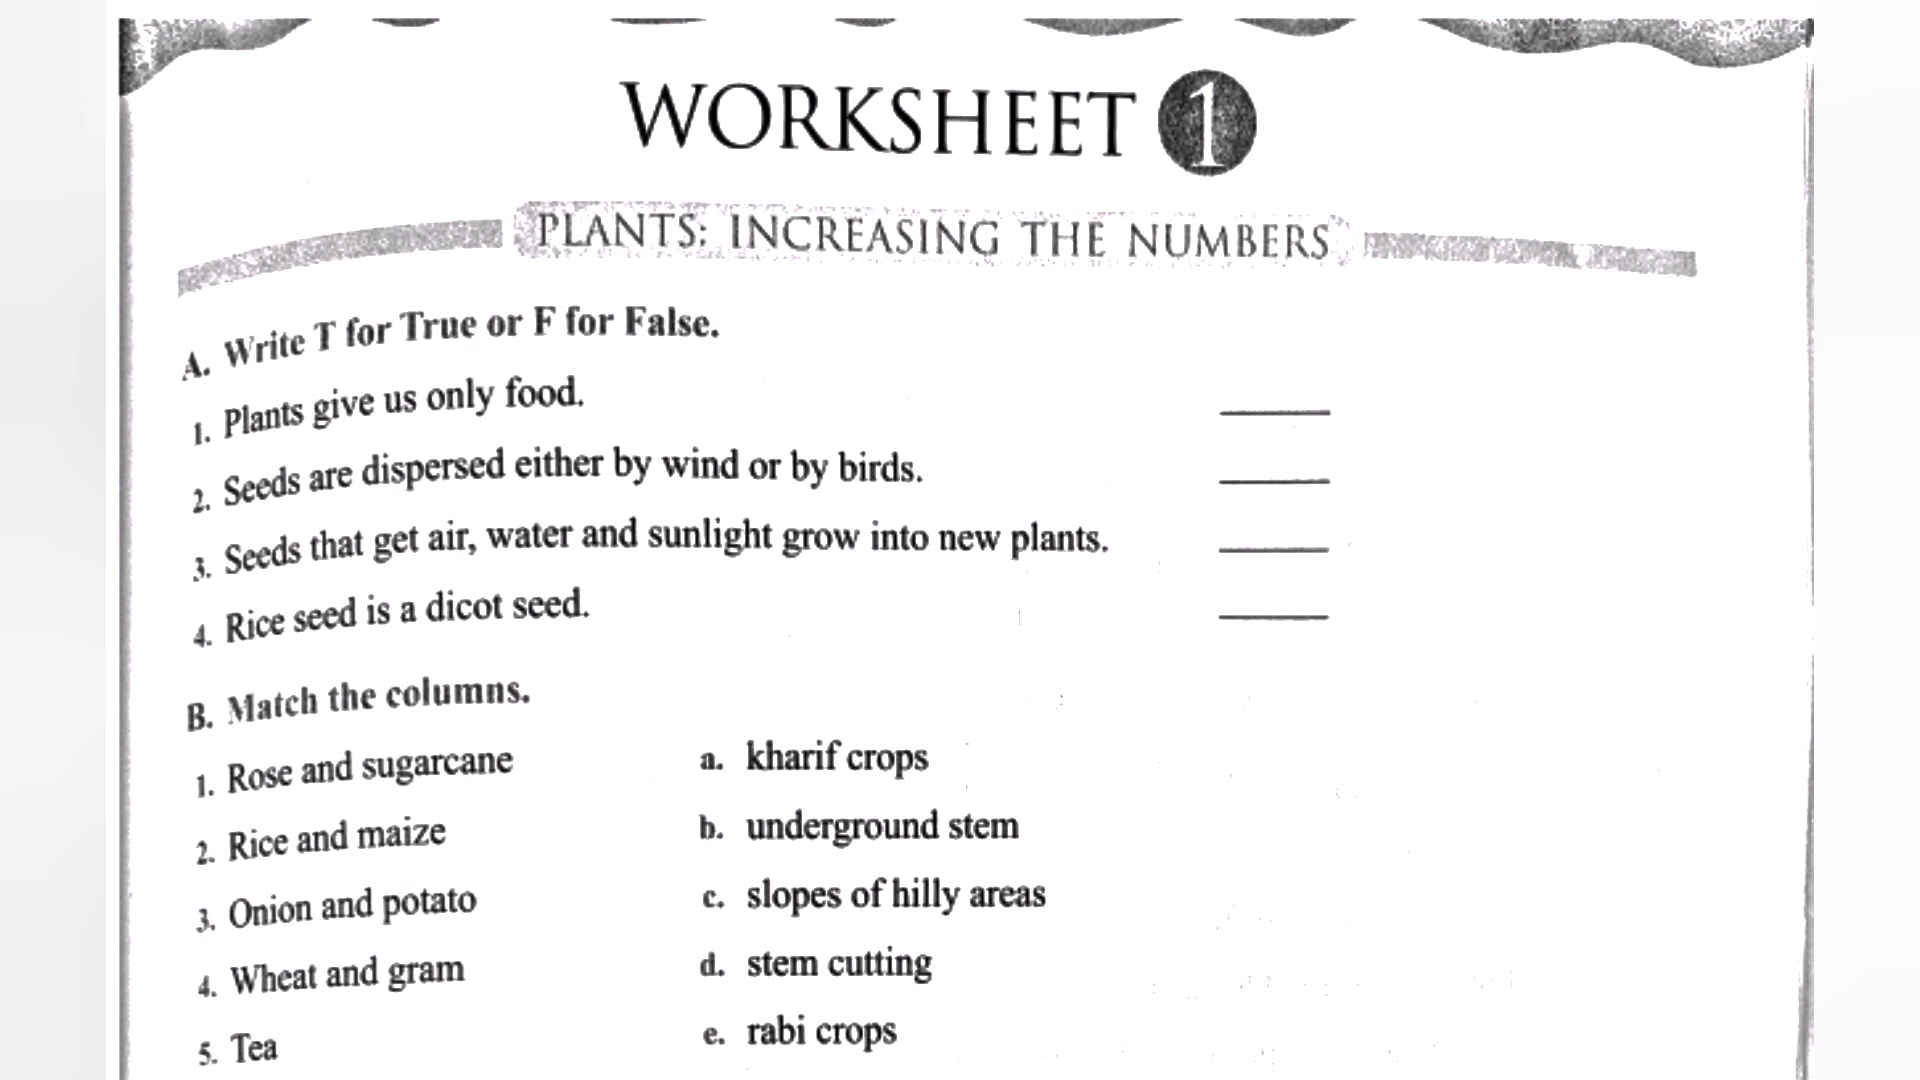 WORKSHEET 1
PLANTS: INCREASING THE NUMBERS
A. Write T for True or F for False.
1. Plants give us only food. ______
2. Seeds are dispersed either by wind or by birds. ______
3. Seeds that get air, water and sunlight grow into new plants. ______
4. Rice seed is a dicot seed. ______
B. Match the columns.
1. Rose and sugarcane a. kharif crops
2. Rice and maize b. underground stem
3. Onion and potato c. slopes of hilly areas
4. Wheat and gram d. stem cutting
5. Tea e. rabi crops